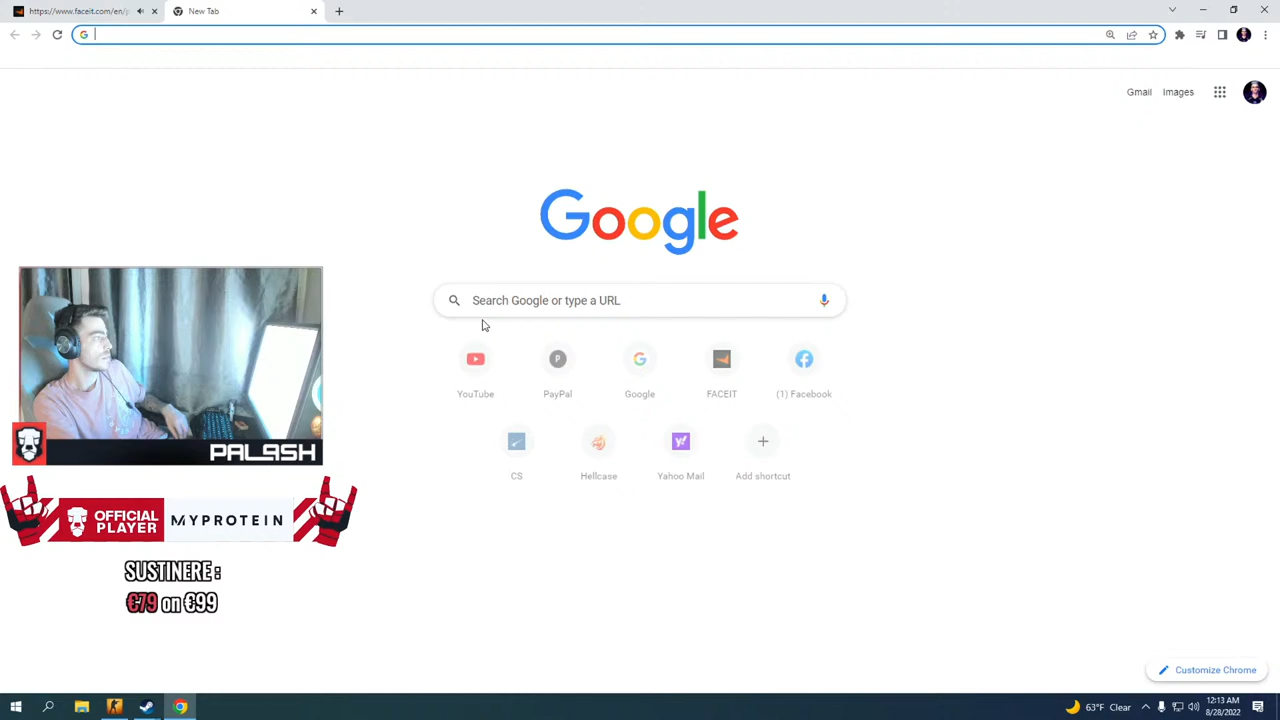 https://www.faceit.com/en/p
New Tab
Gmail
Images
Google
Search Google or type a URL
YouTube
PayPal
Google
FACEIT
(1) Facebook
CS
Hellcase
Yahoo Mail
Add shortcut
PALASH
OFFICIAL PLAYER
MYPROTEIN
SUSTINERE :
€79 on €99
Customize Chrome
63°F Clear
12:13 AM
8/28/2022